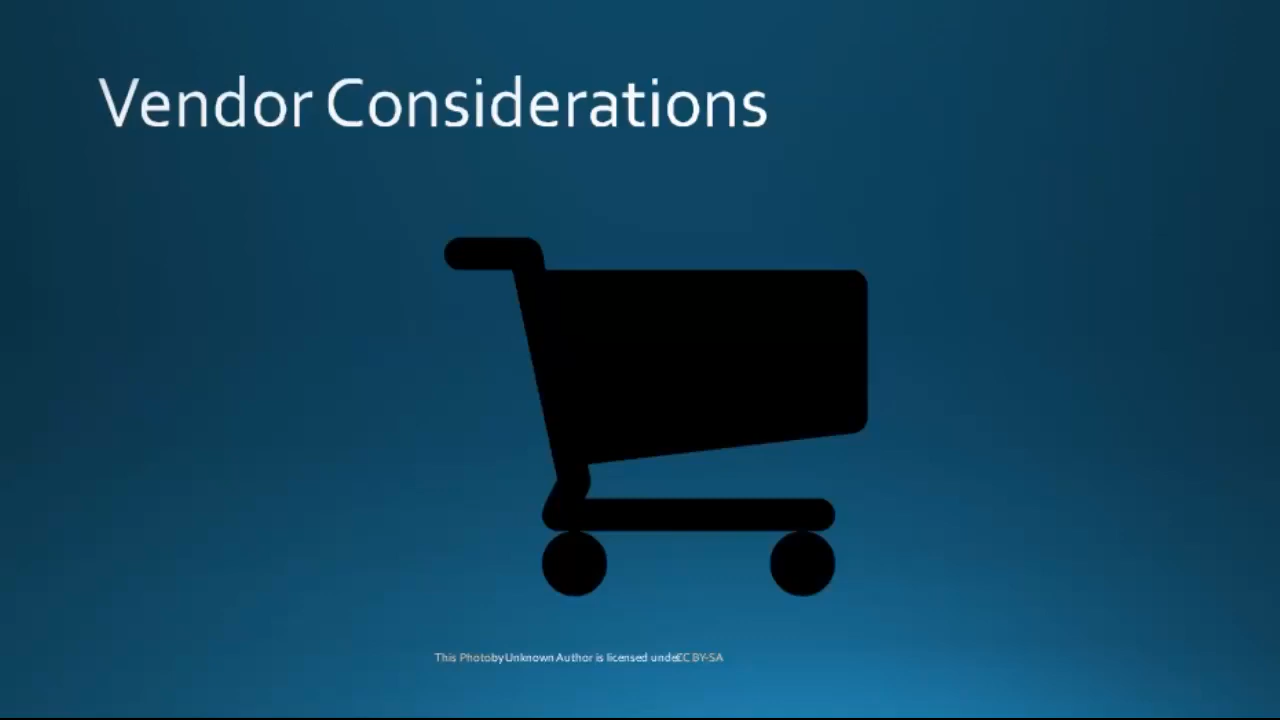 Vendor Considerations
This Photo by Unknown Author is licensed under CC BY-SA